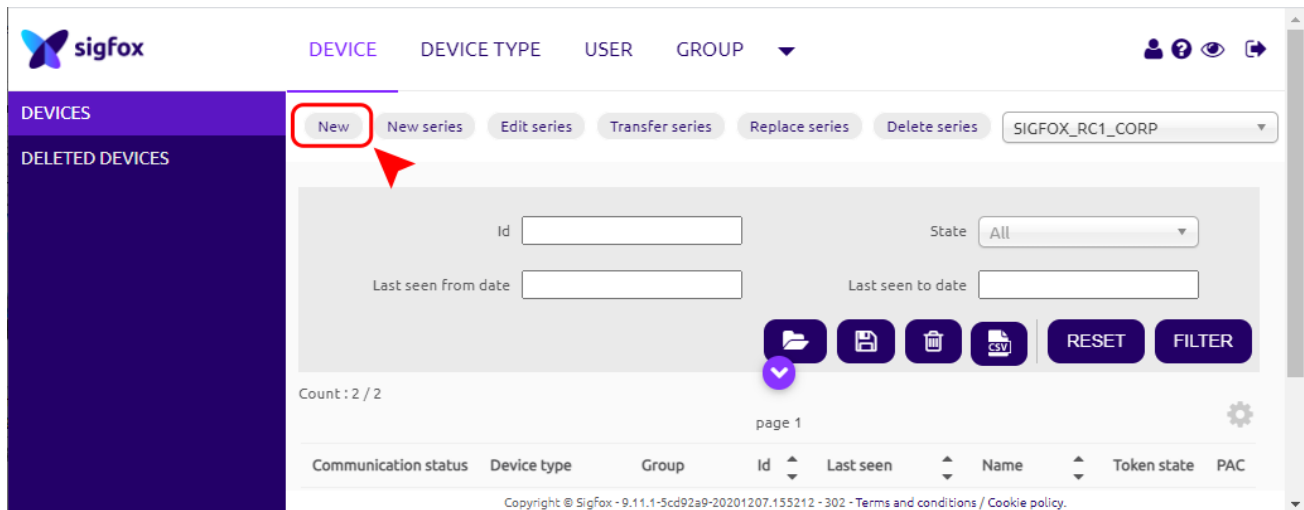 sigfox
DEVICE DEVICE TYPE USER GROUP
DEVICES
DELETED DEVICES
New New series Edit series Transfer series Replace series Delete series SIGFOX_RC1_CORP
Id State All
Last seen from date Last seen to date
CSV RESET FILTER
Count : 2 / 2
page 1
Communication status Device type Group Id Last seen Name Token state PAC
Copyright © Sigfox - 9.11.1-5cd92a9-20201207.155212 - 302 - Terms and conditions / Cookie policy.